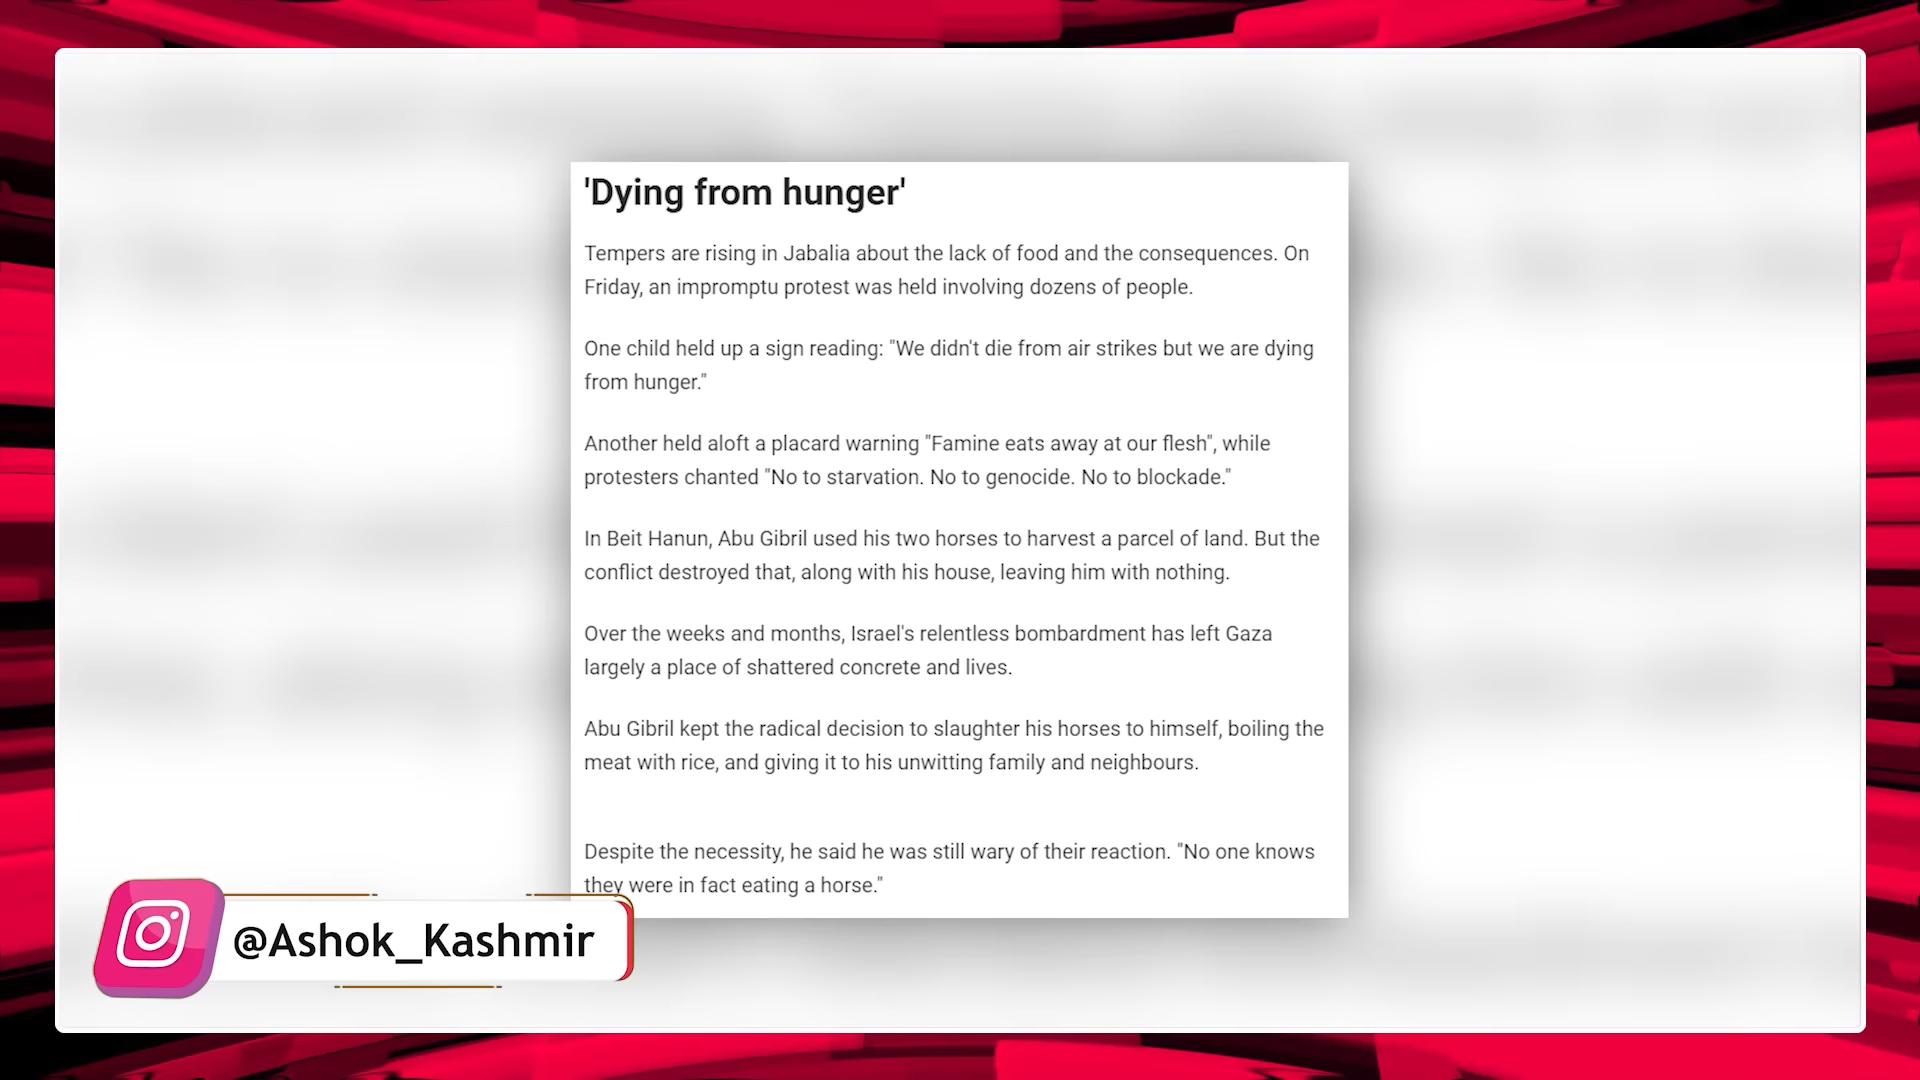 'Dying from hunger'
Tempers are rising in Jabalia about the lack of food and the consequences. On
Friday, an impromptu protest was held involving dozens of people.
One child held up a sign reading: "We didn't die from air strikes but we are dying
from hunger."
Another held aloft a placard warning "Famine eats away at our flesh", while
protesters chanted "No to starvation. No to genocide. No to blockade."
In Beit Hanun, Abu Gibril used his two horses to harvest a parcel of land. But the
conflict destroyed that, along with his house, leaving him with nothing.
Over the weeks and months, Israel's relentless bombardment has left Gaza
largely a place of shattered concrete and lives.
Abu Gibril kept the radical decision to slaughter his horses to himself, boiling the
meat with rice, and giving it to his unwitting family and neighbours.
Despite the necessity, he said he was still wary of their reaction. "No one knows
they were in fact eating a horse."
@Ashok_Kashmir